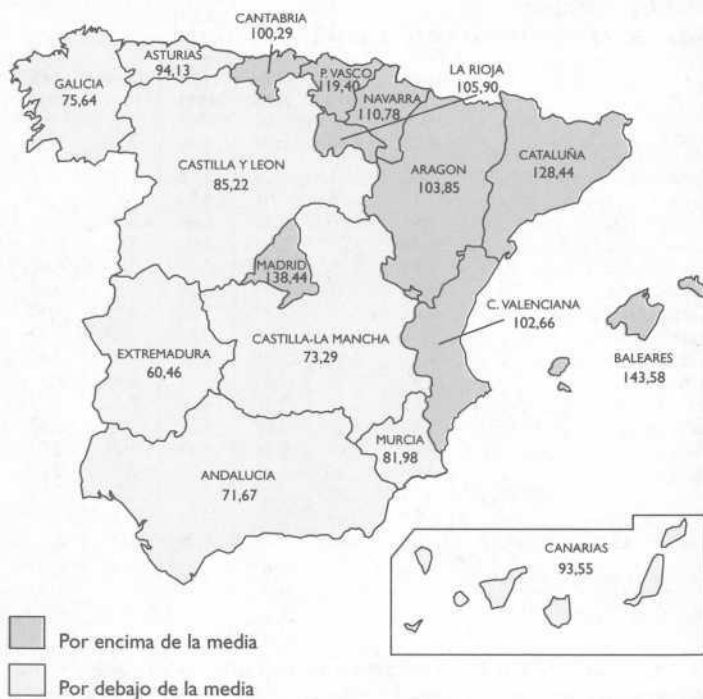 CANTABRIA
100,29
ASTURIAS
94,13
GALICIA
75,64
P. VASCO
119,40
NAVARRA
110,78
LA RIOJA
105,90
CASTILLA Y LEON
85,22
ARAGON
103,85
CATALUÑA
128,44
MADRID
138,44
C. VALENCIANA
102,66
CASTILLA-LA MANCHA
73,29
EXTREMADURA
60,46
BALEARES
143,58
MURCIA
81,98
ANDALUCIA
71,67
CANARIAS
93,55
Por encima de la media
Por debajo de la media